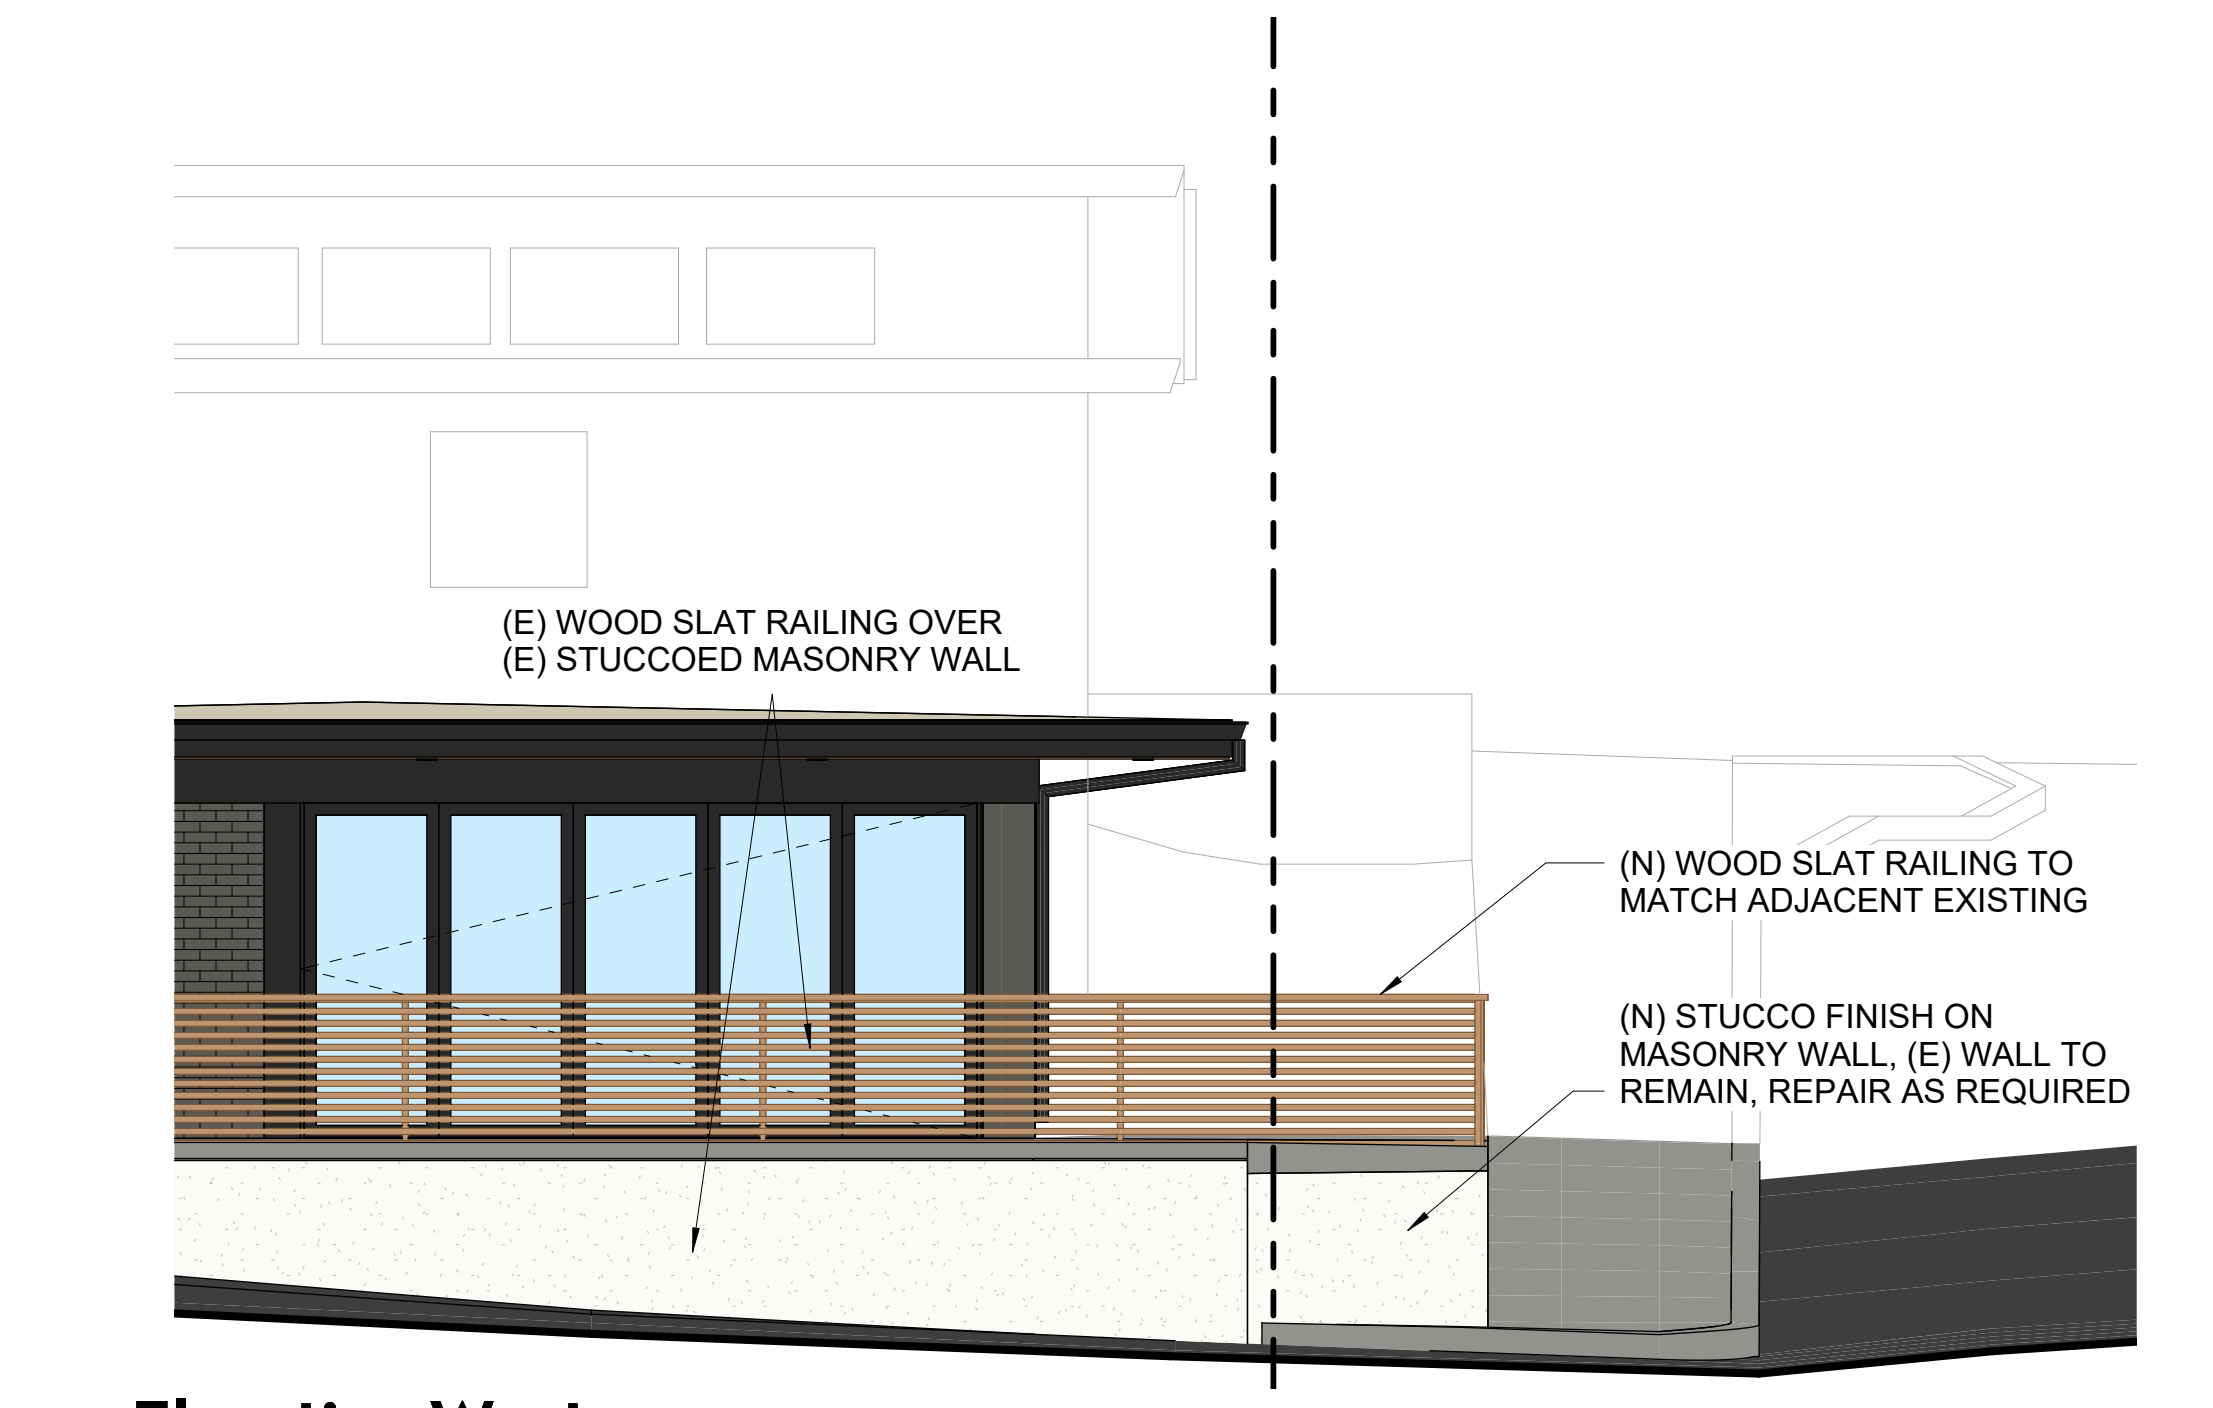 (E) WOOD SLAT RAILING OVER
(E) STUCCOED MASONRY WALL
(N) WOOD SLAT RAILING TO
MATCH ADJACENT EXISTING
(N) STUCCO FINISH ON
MASONRY WALL, (E) WALL TO
REMAIN, REPAIR AS REQUIRED